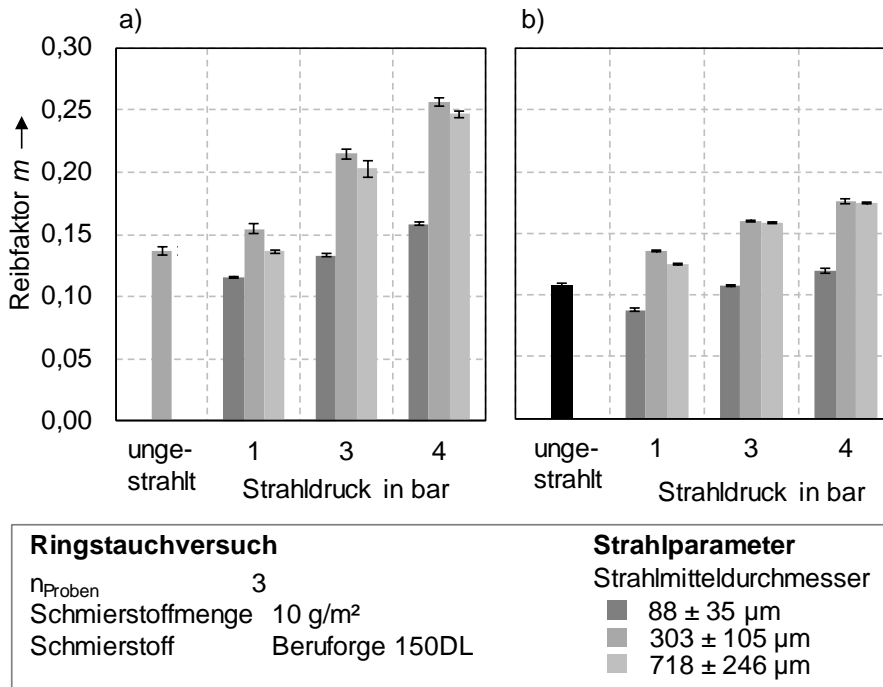 a)
b)
Reibfaktor m →
0,30
0,25
0,20
0,15
0,10
0,05
0,00
unge-
strahlt
1
3
4
Strahldruck in bar
unge-
strahlt
1
3
4
Strahldruck in bar
Ringstauchversuch
nProben 3
Schmierstoffmenge 10 g/m²
Schmierstoff Beruforge 150DL
Strahlparameter
Strahlmitteldurchmesser
88 ± 35 µm
303 ± 105 µm
718 ± 246 µm